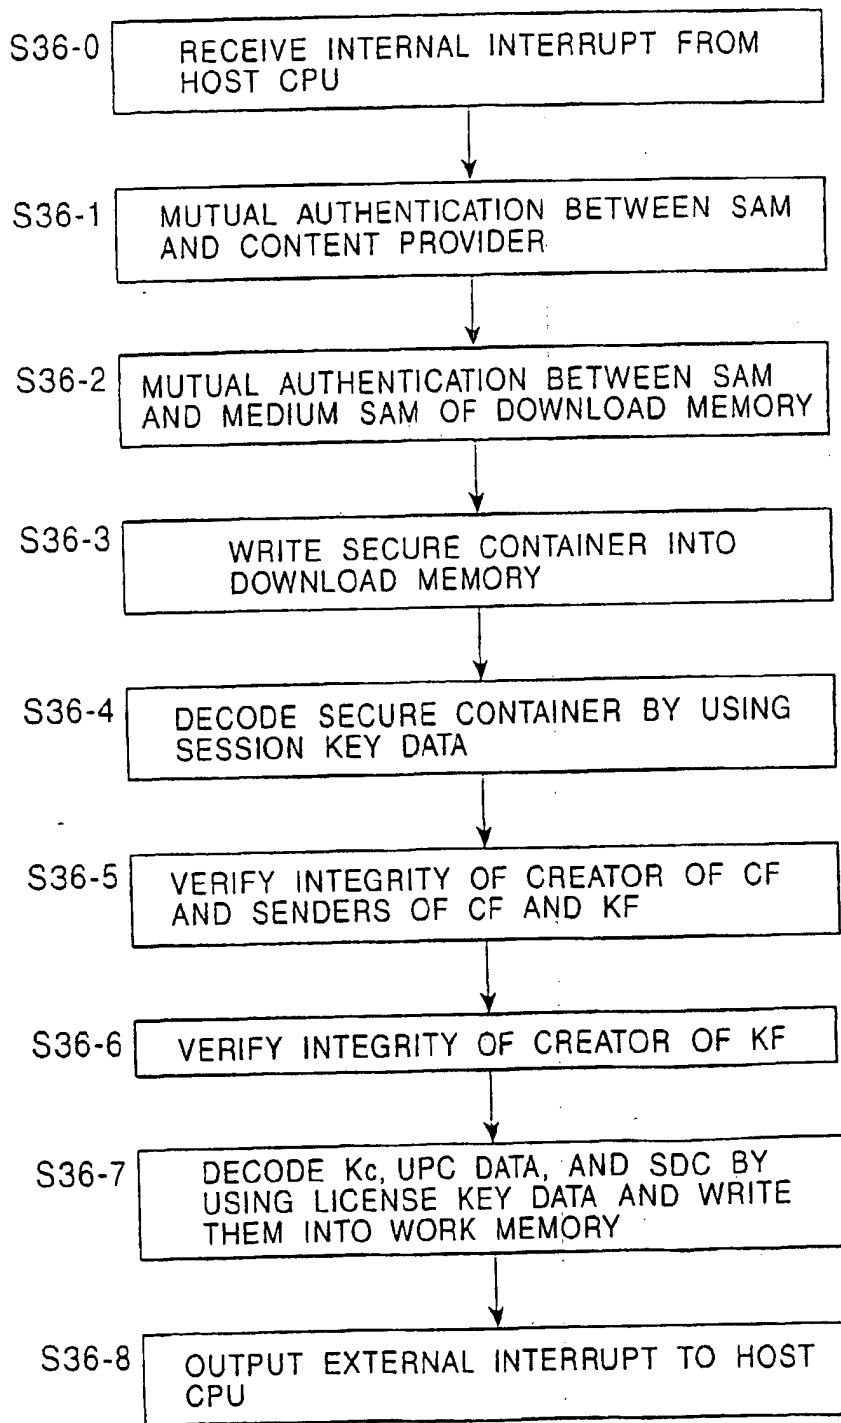 S36-0
RECEIVE INTERNAL INTERRUPT FROM
HOST CPU
S36-1
MUTUAL AUTHENTICATION BETWEEN SAM
AND CONTENT PROVIDER
S36-2
MUTUAL AUTHENTICATION BETWEEN SAM
AND MEDIUM SAM OF DOWNLOAD MEMORY
S36-3
WRITE SECURE CONTAINER INTO
DOWNLOAD MEMORY
S36-4
DECODE SECURE CONTAINER BY USING
SESSION KEY DATA
S36-5
VERIFY INTEGRITY OF CREATOR OF CF
AND SENDERS OF CF AND KF
S36-6
VERIFY INTEGRITY OF CREATOR OF KF
S36-7
DECODE Kc, UPC DATA, AND SDC BY
USING LICENSE KEY DATA AND WRITE
THEM INTO WORK MEMORY
S36-8
OUTPUT EXTERNAL INTERRUPT TO HOST
CPU